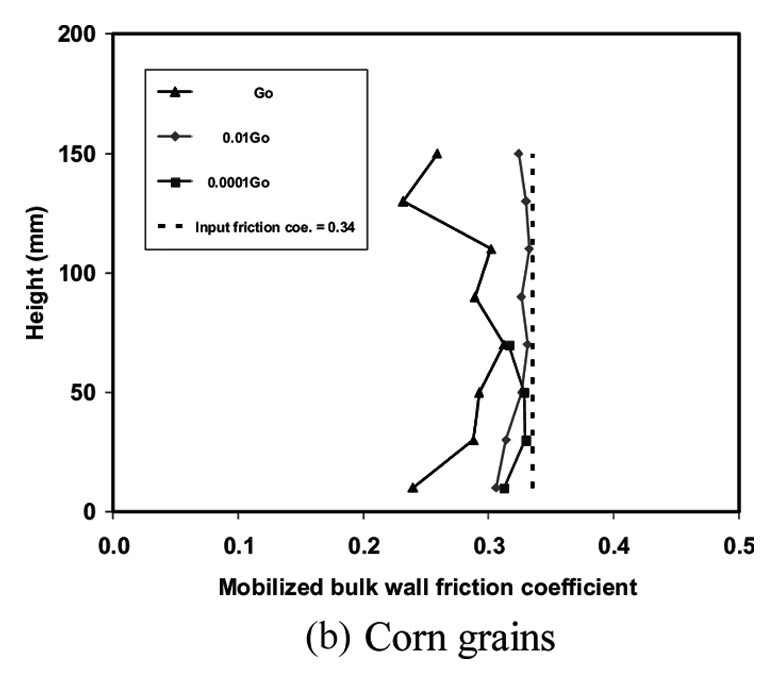 200
150
100
50
0
Height (mm)
Go
0.01Go
0.0001Go
Input friction coe. = 0.34
0.0 0.1 0.2 0.3 0.4 0.5
Mobilized bulk wall friction coefficient
(b) Corn grains